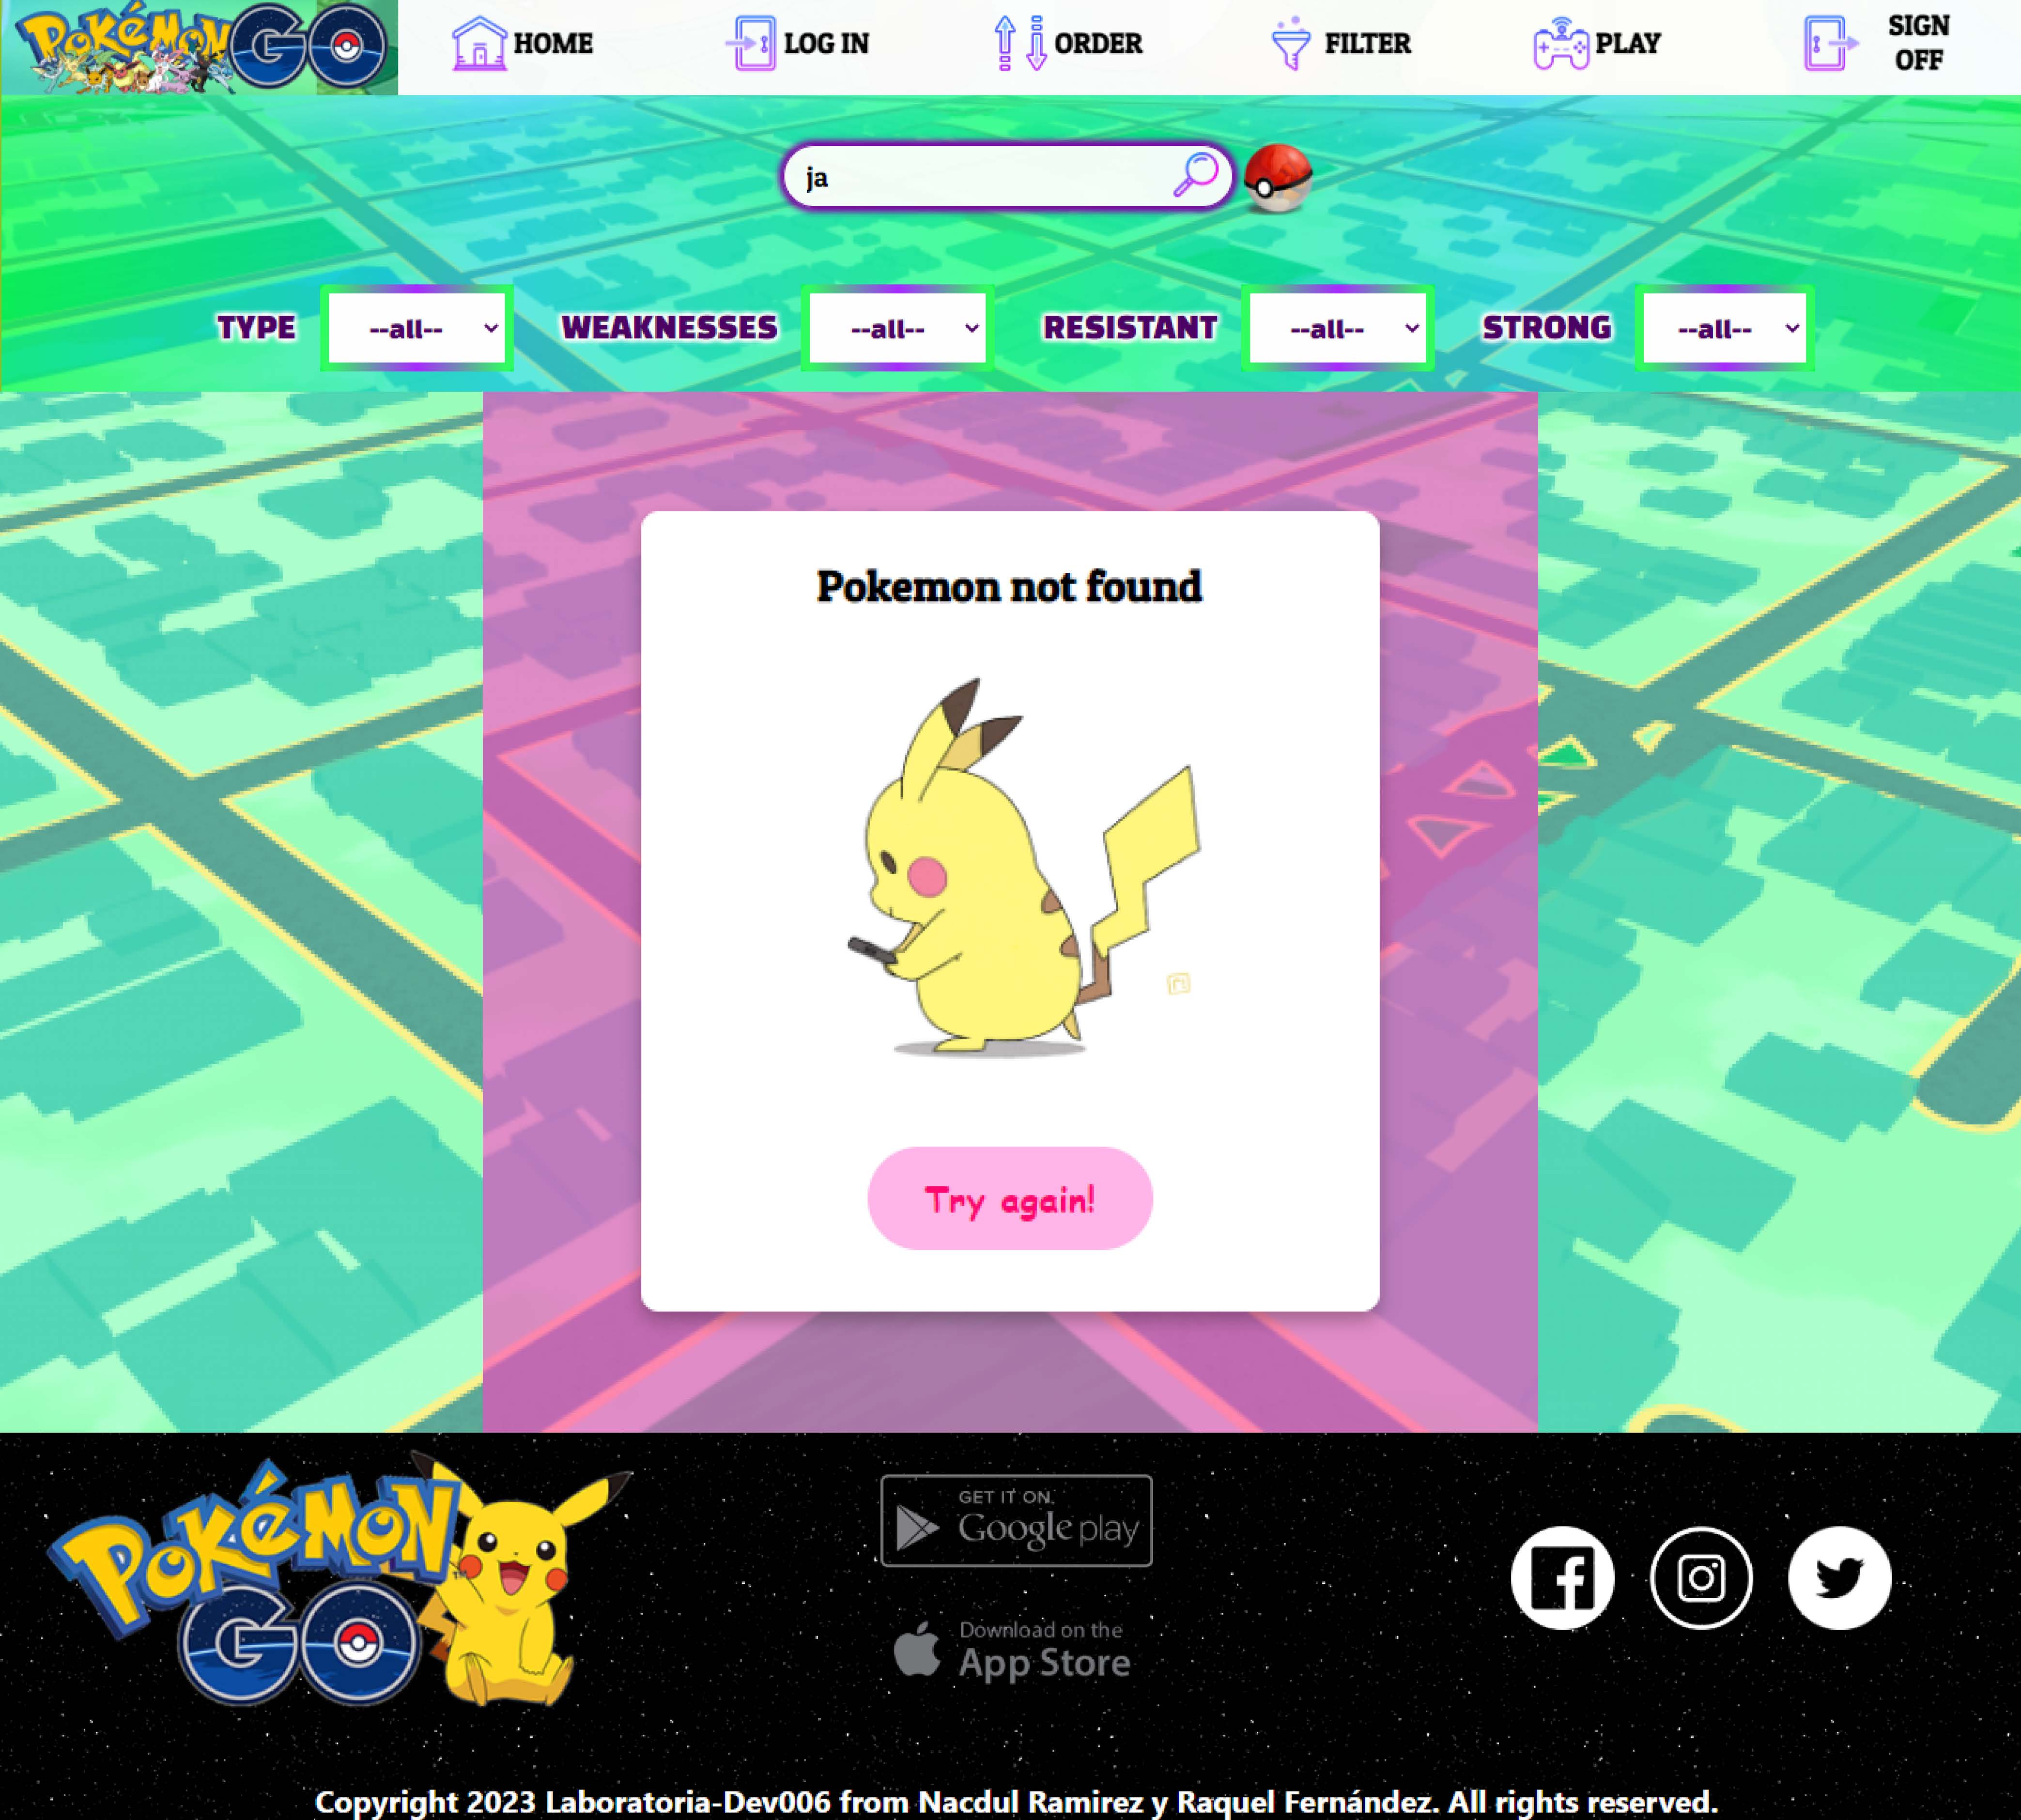 Pokémon GO
HOME
LOG IN
ORDER
FILTER
PLAY
SIGN
OFF
ja
TYPE --all-- WEAKNESSES --all-- RESISTANT --all-- STRONG --all--
Pokemon not found
Try again!
POKéMON
GO
TM
GET IT ON
Google play
Download on the
App Store
Copyright 2023 Laboratoria-Dev006 from Nacdul Ramirez y Raquel Fernández. All rights reserved.